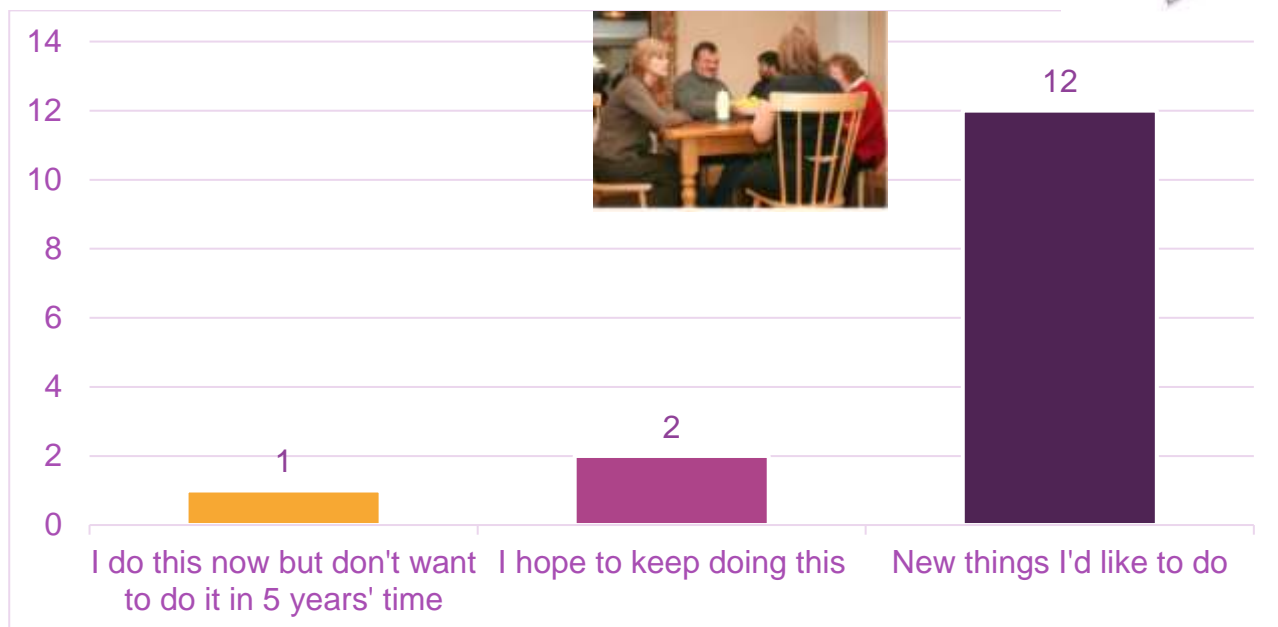 14
12
12
10
8
6
4
2
2
1
0
I do this now but don't want
to do it in 5 years' time
I hope to keep doing this
New things I'd like to do